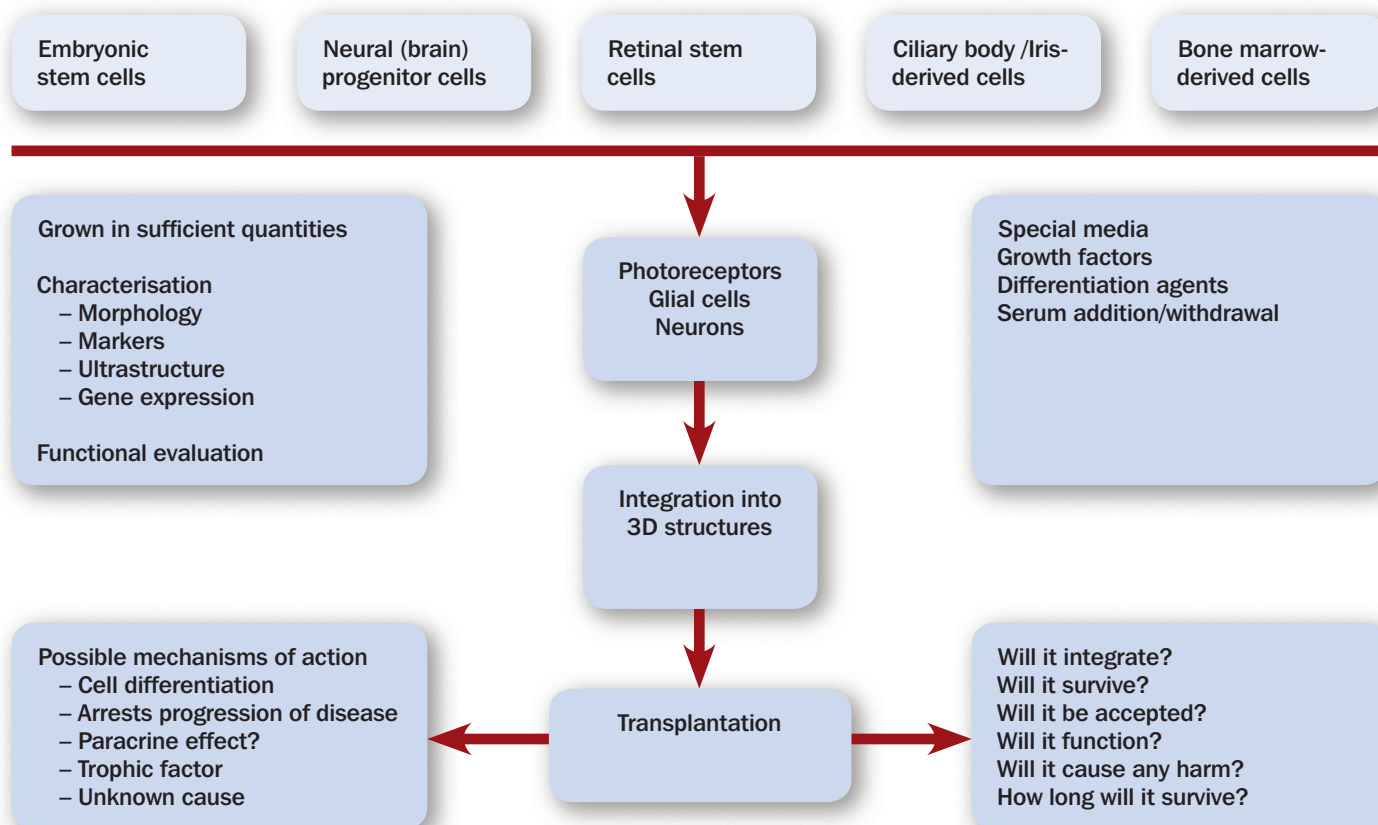 Embryonic
stem cells
Neural (brain)
progenitor cells
Retinal stem
cells
Ciliary body /Iris-
derived cells
Bone marrow-
derived cells
Grown in sufficient quantities
Characterisation
– Morphology
– Markers
– Ultrastructure
– Gene expression
Functional evaluation
Photoreceptors
Glial cells
Neurons
Special media
Growth factors
Differentiation agents
Serum addition/withdrawal
Integration into
3D structures
Possible mechanisms of action
– Cell differentiation
– Arrests progression of disease
– Paracrine effect?
– Trophic factor
– Unknown cause
Transplantation
Will it integrate?
Will it survive?
Will it be accepted?
Will it function?
Will it cause any harm?
How long will it survive?